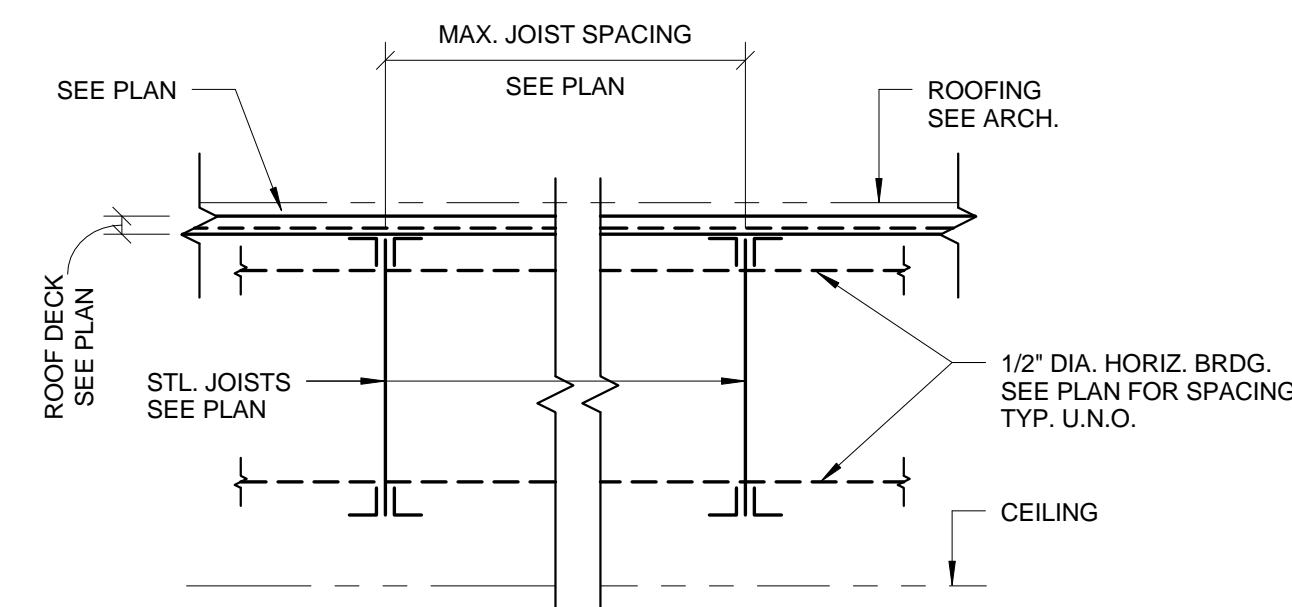 MAX. JOIST SPACING
SEE PLAN
SEE PLAN
ROOFING
SEE ARCH.
ROOF DECK
SEE PLAN
STL. JOISTS
SEE PLAN
1/2" DIA. HORIZ. BRDG.
SEE PLAN FOR SPACING
TYP. U.N.O.
CEILING